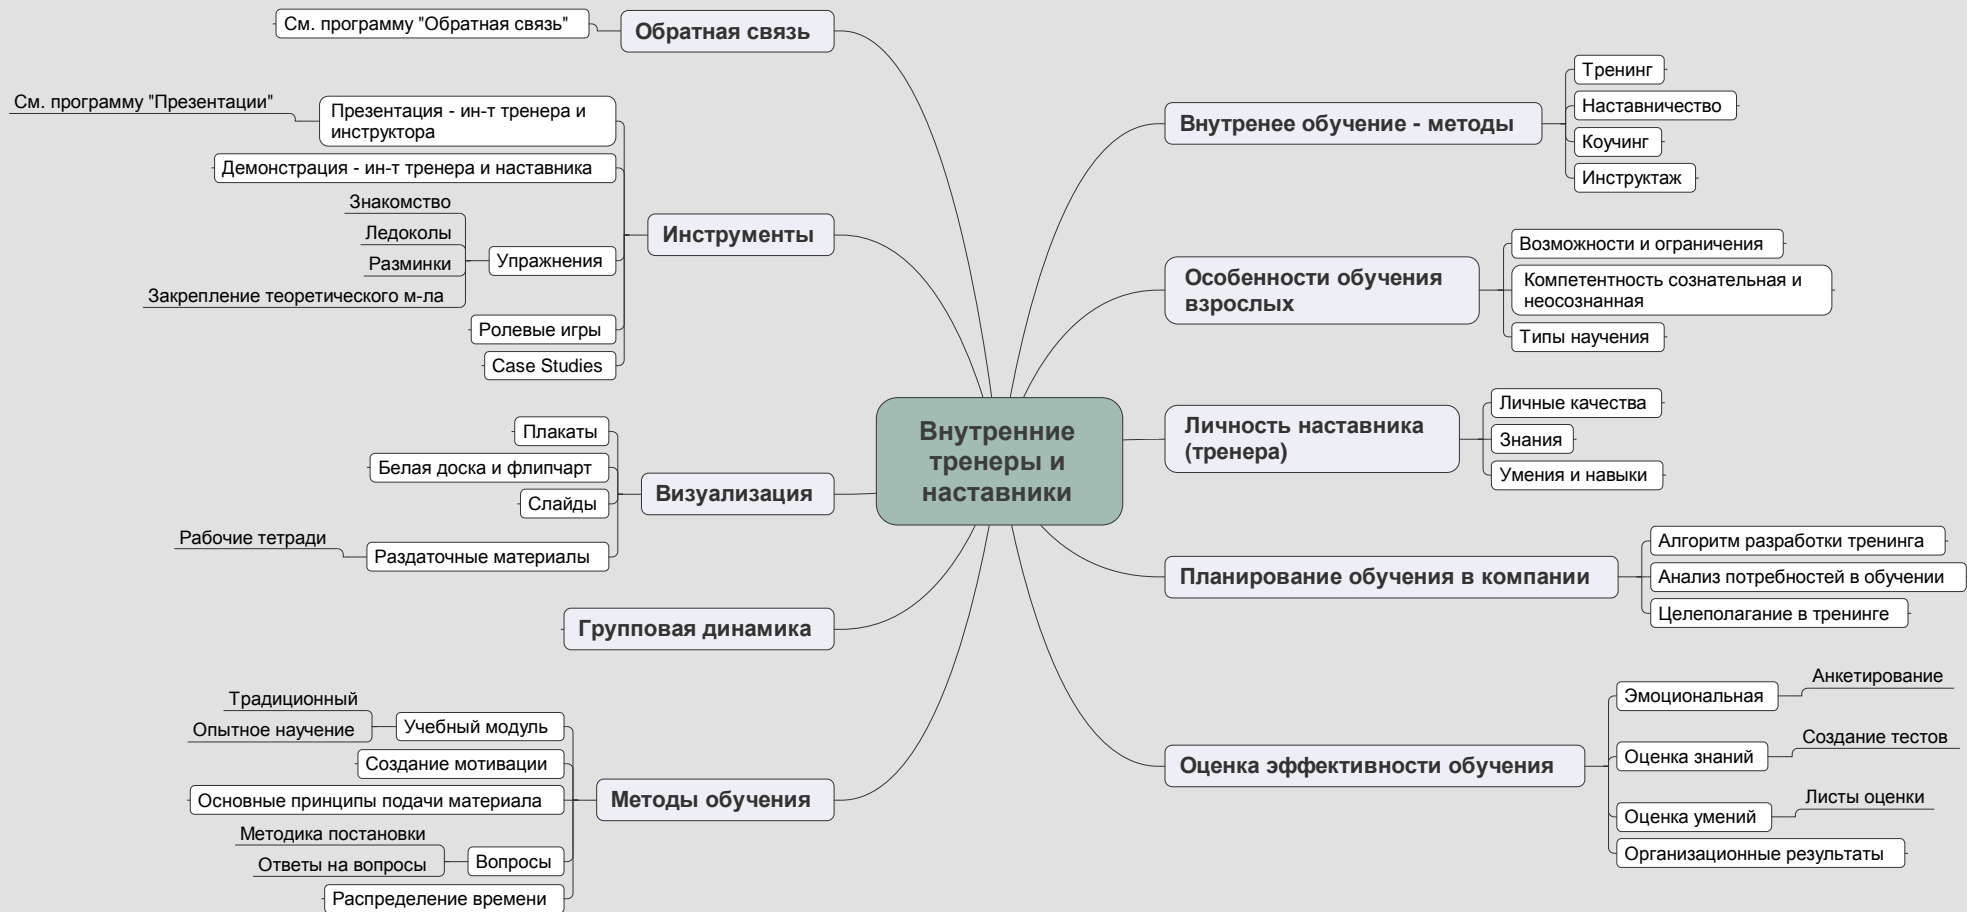 Внутренние
тренеры и
наставники
Обратная связь
См. программу "Обратная связь"
Инструменты
Презентация - ин-т тренера и
инструктора
См. программу "Презентации"
Демонстрация - ин-т тренера и наставника
Упражнения
Знакомство
Ледоколы
Разминки
Закрепление теоретического м-ла
Ролевые игры
Case Studies
Визуализация
Плакаты
Белая доска и флипчарт
Слайды
Раздаточные материалы
Рабочие тетради
Групповая динамика
Методы обучения
Учебный модуль
Традиционный
Опытное научение
Создание мотивации
Основные принципы подачи материала
Вопросы
Методика постановки
Ответы на вопросы
Распределение времени
Внутренее обучение - методы
Тренинг
Наставничество
Коучинг
Инструктаж
Особенности обучения
взрослых
Возможности и ограничения
Компетентность сознательная и
неосознанная
Типы научения
Личность наставника
(тренера)
Личные качества
Знания
Умения и навыки
Планирование обучения в компании
Алгоритм разработки тренинга
Анализ потребностей в обучении
Целеполагание в тренинге
Оценка эффективности обучения
Эмоциональная
Анкетирование
Оценка знаний
Создание тестов
Оценка умений
Листы оценки
Организационные результаты